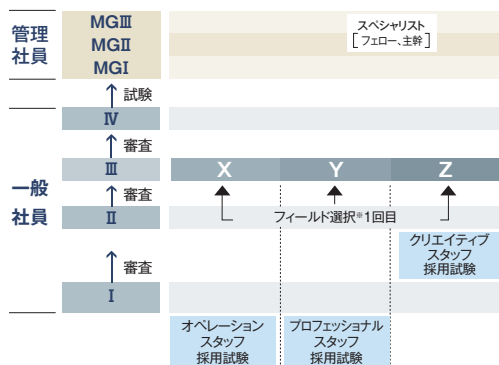 管理
社員
MGⅢ
MGⅡ
MGⅠ
スペシャリスト
[フェロー、主幹]
試験
Ⅳ
審査
Ⅲ
X
Y
Z
一般
社員
審査
Ⅱ
フィールド選択※1回目
クリエイティブ
スタッフ
採用試験
審査
Ⅰ
オペレーション
スタッフ
採用試験
プロフェッショナル
スタッフ
採用試験